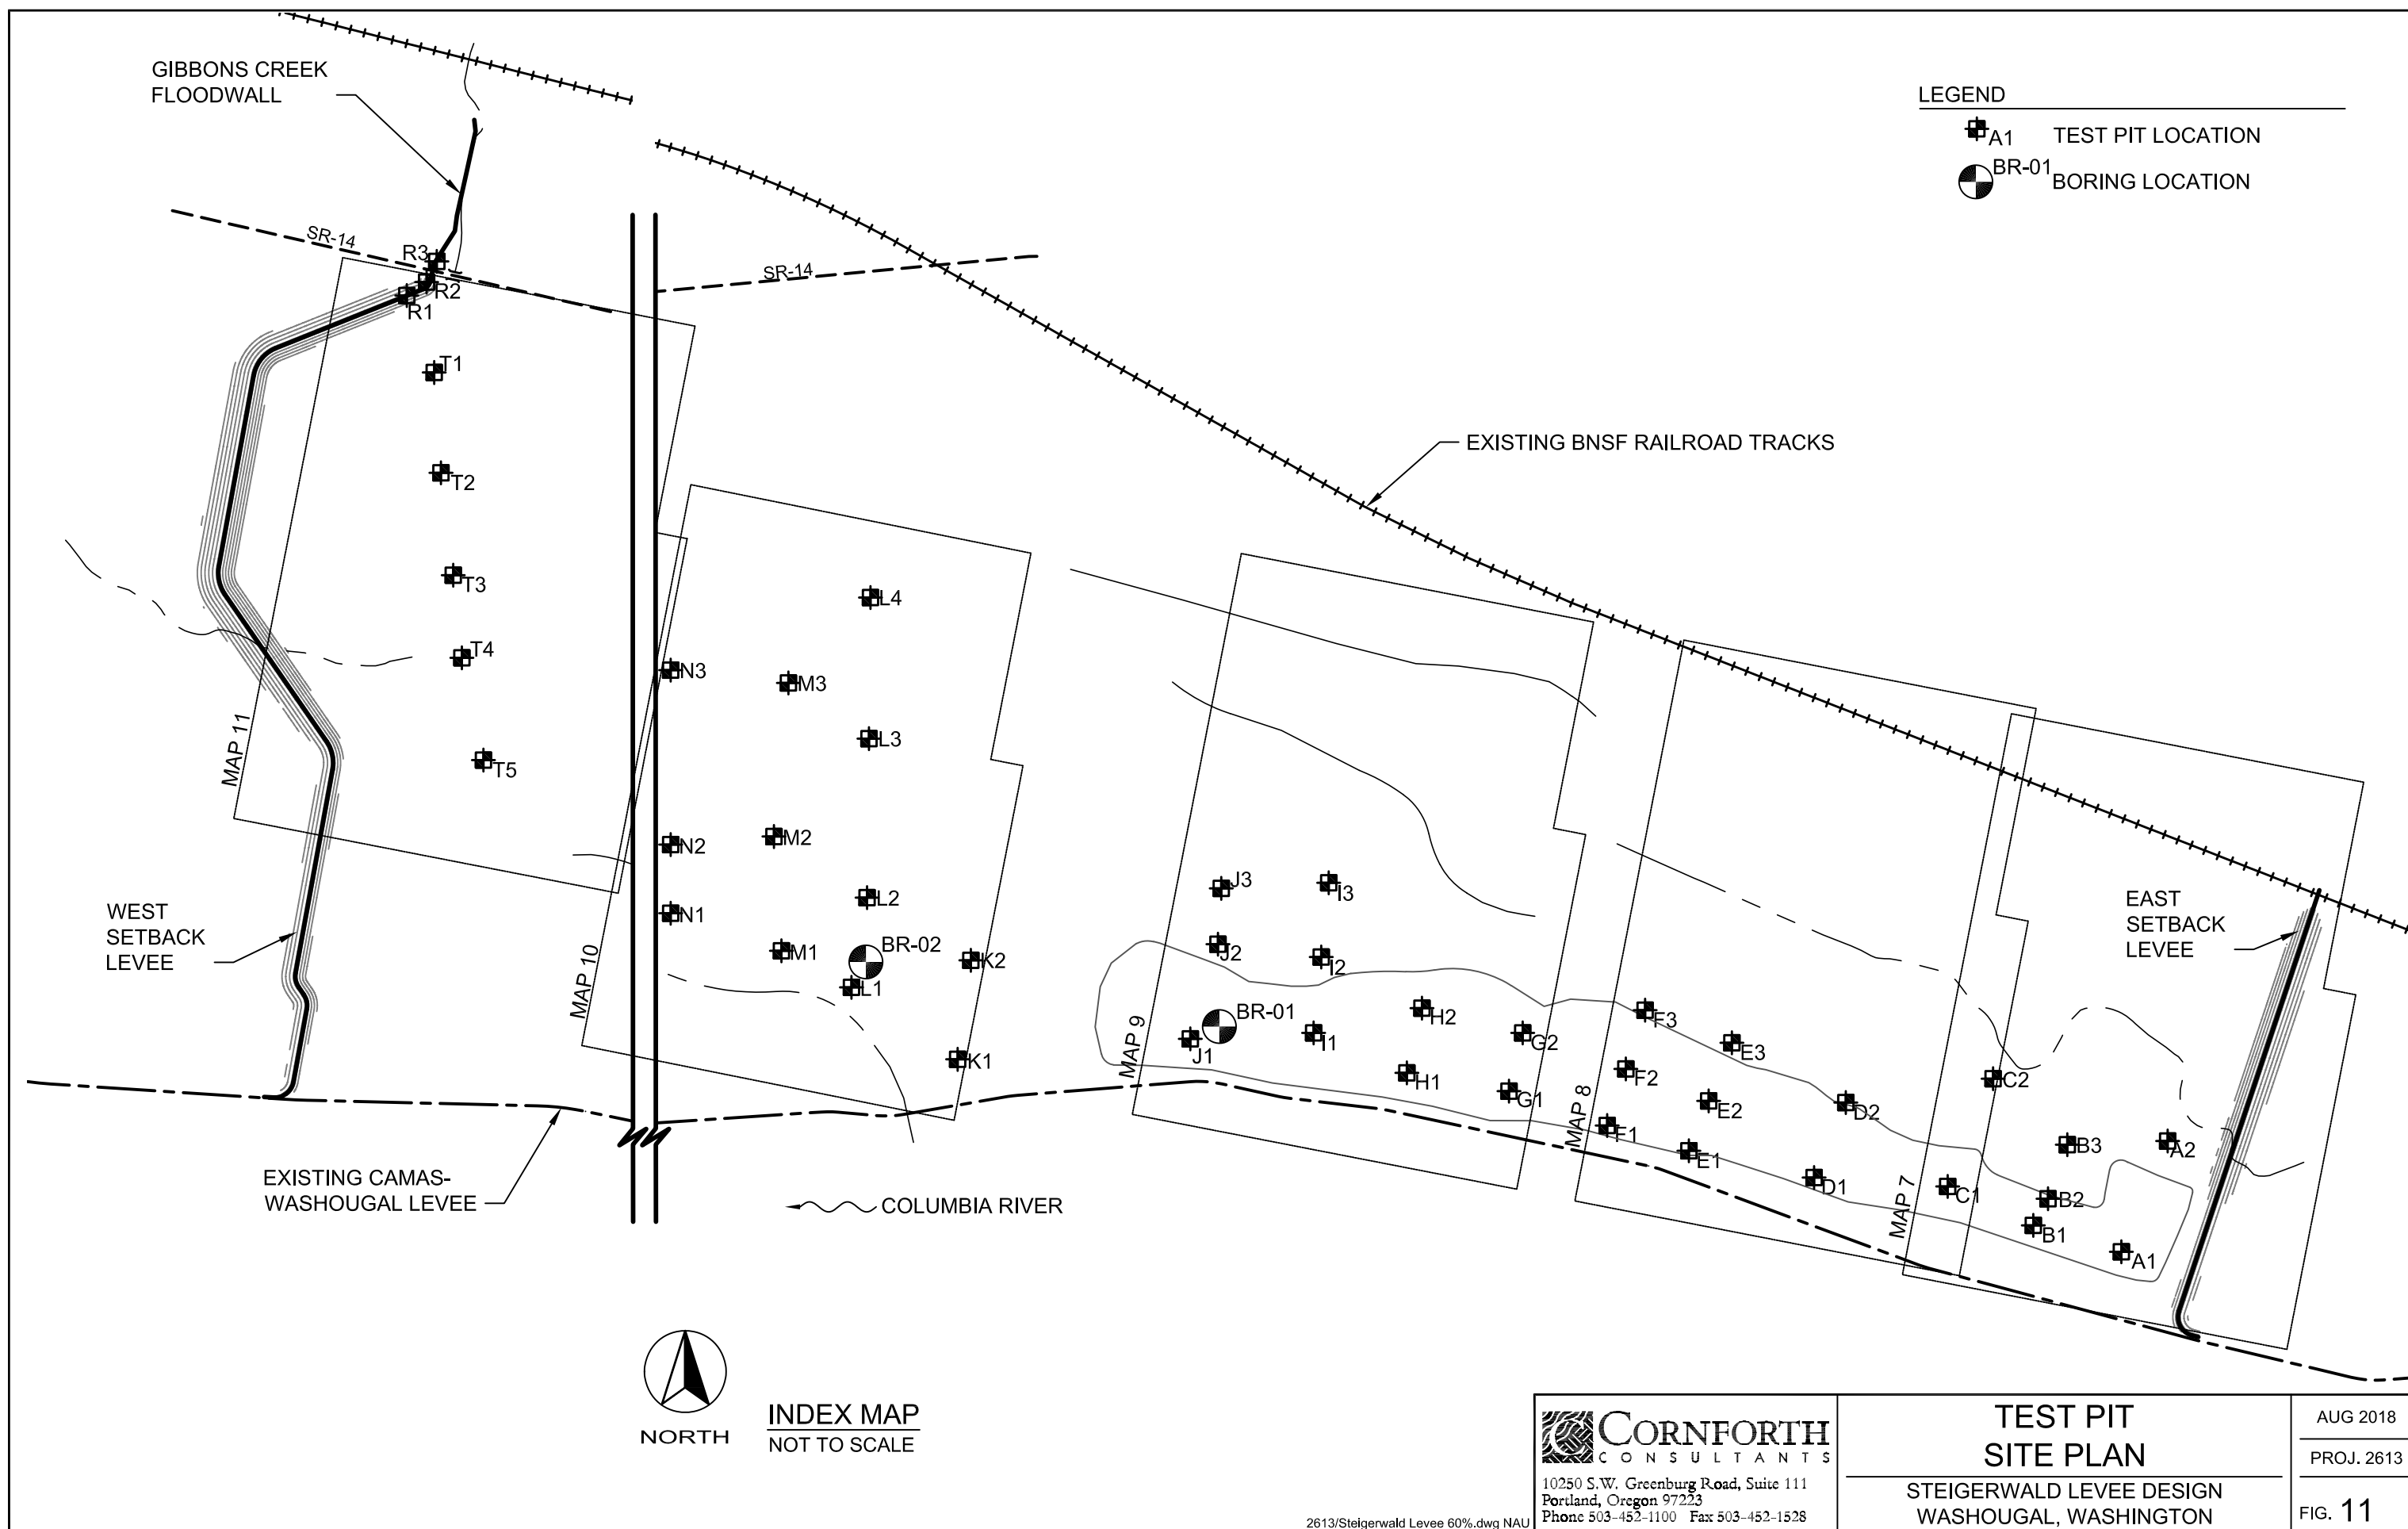 GIBBONS CREEK
FLOODWALL
LEGEND
A1 TEST PIT LOCATION
BR-01 BORING LOCATION
SR-14
SR-14
R3
R2
R1
T1
T2
T3
T4
T5
EXISTING BNSF RAILROAD TRACKS
L4
N3
M3
L3
MAP 11
M2
N2
L2
N1
M1
BR-02
K2
L1
K1
MAP 10
WEST
SETBACK
LEVEE
J3
I3
J2
I2
BR-01
J1
I1
H2
H1
G2
G1
MAP 9
F3
F2
F1
E3
E2
E1
D2
D1
MAP 8
C2
C1
B3
B2
B1
A2
A1
MAP 7
EAST
SETBACK
LEVEE
EXISTING CAMAS-
WASHOUGAL LEVEE
COLUMBIA RIVER
NORTH
INDEX MAP
NOT TO SCALE
CORNFORTH
CONSULTANTS
10250 S.W. Greenburg Road, Suite 111
Portland, Oregon 97223
Phone 503-452-1100 Fax 503-452-1528
TEST PIT
SITE PLAN
STEIGERWALD LEVEE DESIGN
WASHOUGAL, WASHINGTON
AUG 2018
PROJ. 2613
FIG. 11
2613/Steigerwald Levee 60%.dwg NAU